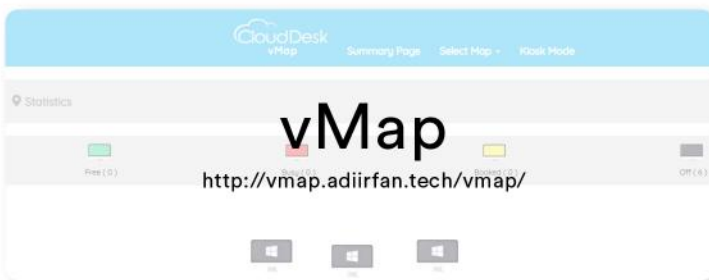 CloudDesk
vMap
Summary Page Select Map Kiosk Mode
Statistics
vMap
Free ( 0 ) Busy ( 0 ) Booked ( 0 ) Off ( 6 )
http://vmap.adiirfan.tech/vmap/